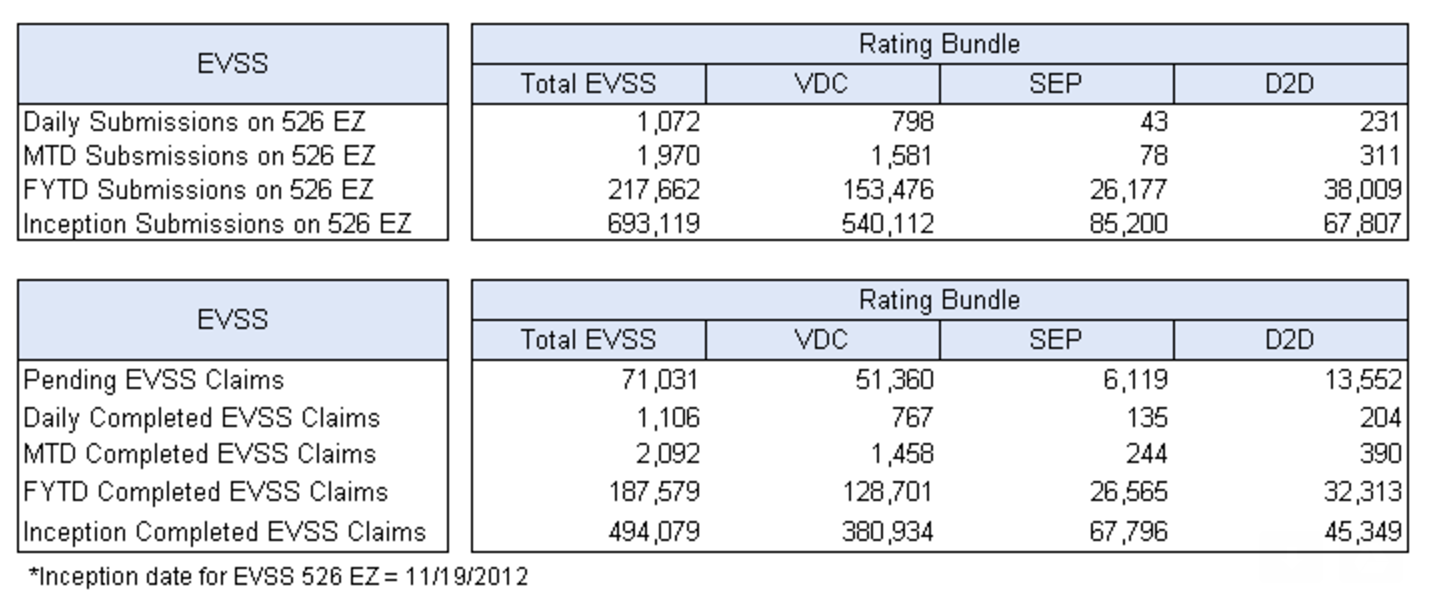 EVSS Rating Bundle
Total EVSS VDC SEP D2D
Daily Submissions on 526 EZ 1,072 798 43 231
MTD Subsmissions on 526 EZ 1,970 1,581 78 311
FYTD Submissions on 526 EZ 217,662 153,476 26,177 38,009
Inception Submissions on 526 EZ 693,119 540,112 85,200 67,807
EVSS Rating Bundle
Total EVSS VDC SEP D2D
Pending EVSS Claims 71,031 51,360 6,119 13,552
Daily Completed EVSS Claims 1,106 767 135 204
MTD Completed EVSS Claims 2,092 1,458 244 390
FYTD Completed EVSS Claims 187,579 128,701 26,565 32,313
Inception Completed EVSS Claims 494,079 380,934 67,796 45,349
*Inception date for EVSS 526 EZ = 11/19/2012